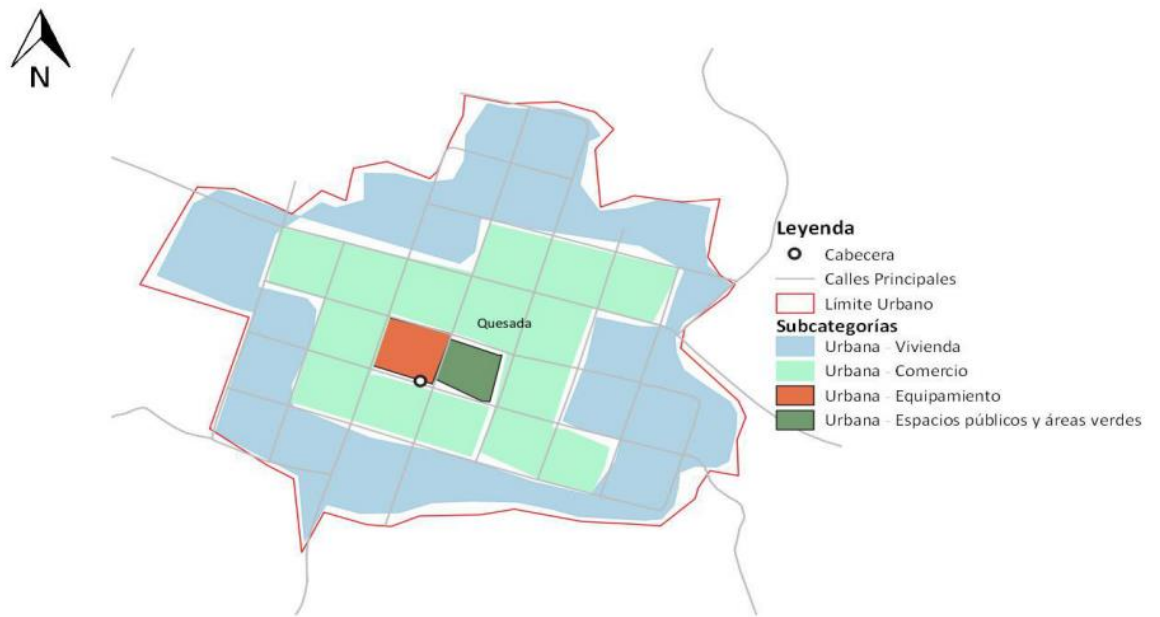 N
Quesada
Leyenda
Cabecera
Calles Principales
Límite Urbano
Subcategorías
Urbana - Vivienda
Urbana - Comercio
Urbana - Equipamiento
Urbana - Espacios públicos y áreas verdes